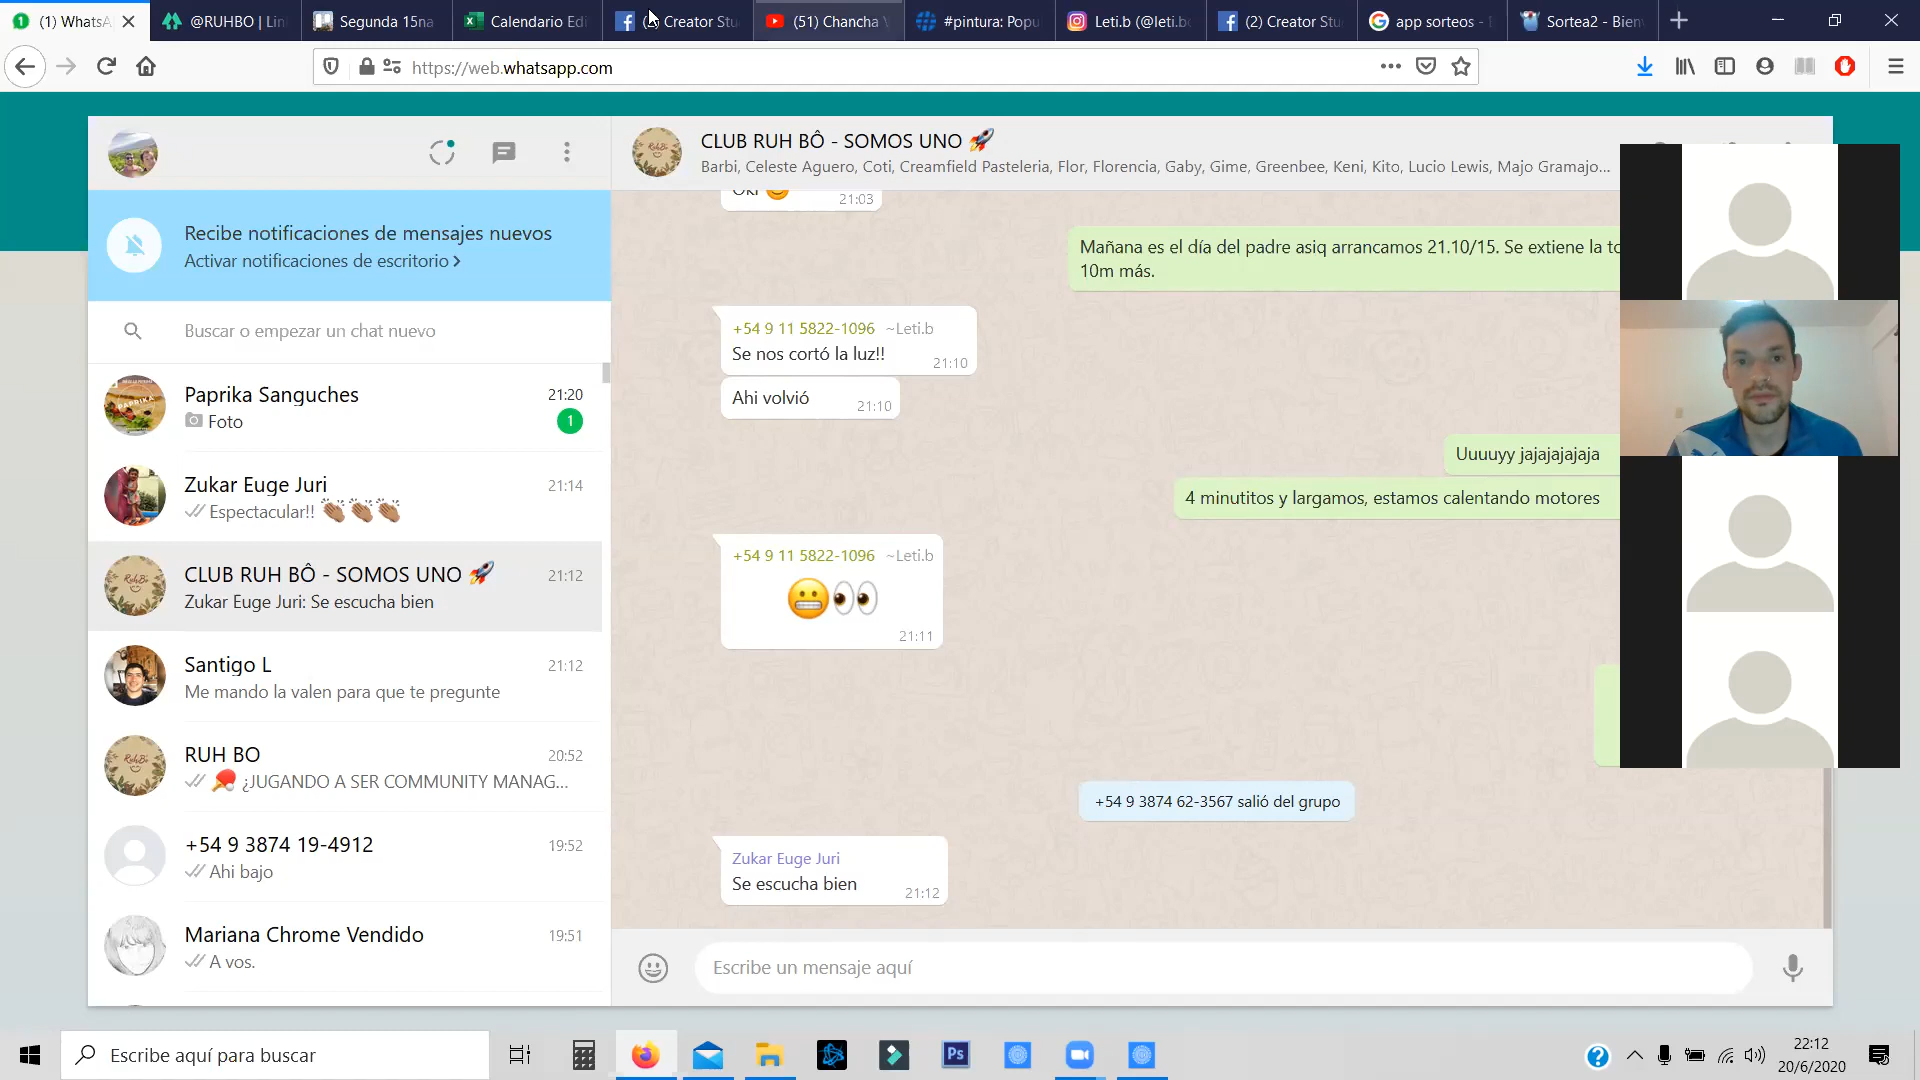 (1) WhatsA
@RUHBO | Lin
Segunda 15na
Calendario Edi
Creator Stu
(51) Chancha
#pintura: Popu
Leti.b (@leti.b
(2) Creator Stu
app sorteos -
Sortea2 - Bien
https://web.whatsapp.com
CLUB RUH BÔ - SOMOS UNO 🚀
Barbi, Celeste Aguero, Coti, Creamfield Pasteleria, Flor, Florencia, Gaby, Gime, Greenbee, Keni, Kito, Lucio Lewis, Majo Gramajo...
Recibe notificaciones de mensajes nuevos
Activar notificaciones de escritorio >
Buscar o empezar un chat nuevo
Paprika Sanguches
21:20
Foto
1
Zukar Euge Juri
21:14
Espectacular!! 👏🏽👏🏽👏🏽
CLUB RUH BÔ - SOMOS UNO 🚀
21:12
Zukar Euge Juri: Se escucha bien
Santigo L
21:12
Me mando la valen para que te pregunte
RUH BO
20:52
🏓 ¿JUGANDO A SER COMMUNITY MANAG...
+54 9 3874 19-4912
19:52
Ahi bajo
Mariana Chrome Vendido
19:51
A vos.
21:03
Mañana es el día del padre asiq arrancamos 21.10/15. Se extiene la to
10m más.
+54 9 11 5822-1096 ~Leti.b
Se nos cortó la luz!!
21:10
Ahi volvió
21:10
Uuuuyy jajajajajaja
4 minutitos y largamos, estamos calentando motores
+54 9 11 5822-1096 ~Leti.b
😬👀
21:11
+54 9 3874 62-3567 salió del grupo
Zukar Euge Juri
Se escucha bien
21:12
Escribe un mensaje aquí
Escribe aquí para buscar
Ps
22:12
20/6/2020